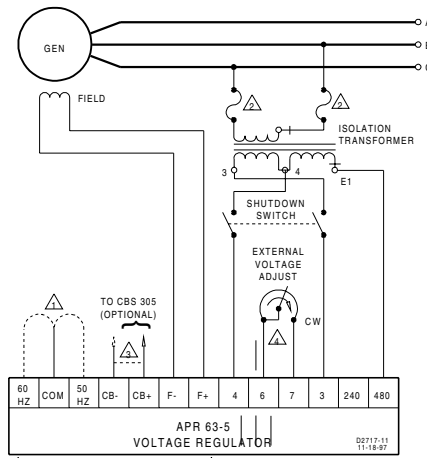 A
GEN
FIELD
2
2
ISOLATION
TRANSFORMER
3
4
E1
SHUTDOWN
SWITCH
EXTERNAL
VOLTAGE
ADJUST
1
TO CBS 305
(OPTIONAL)
3
4
CW
60
HZ
COM
50
HZ
CB-
CB+
F-
F+
4
6
7
3
240
480
APR 63-5
VOLTAGE REGULATOR
D2717-11
11-18-97